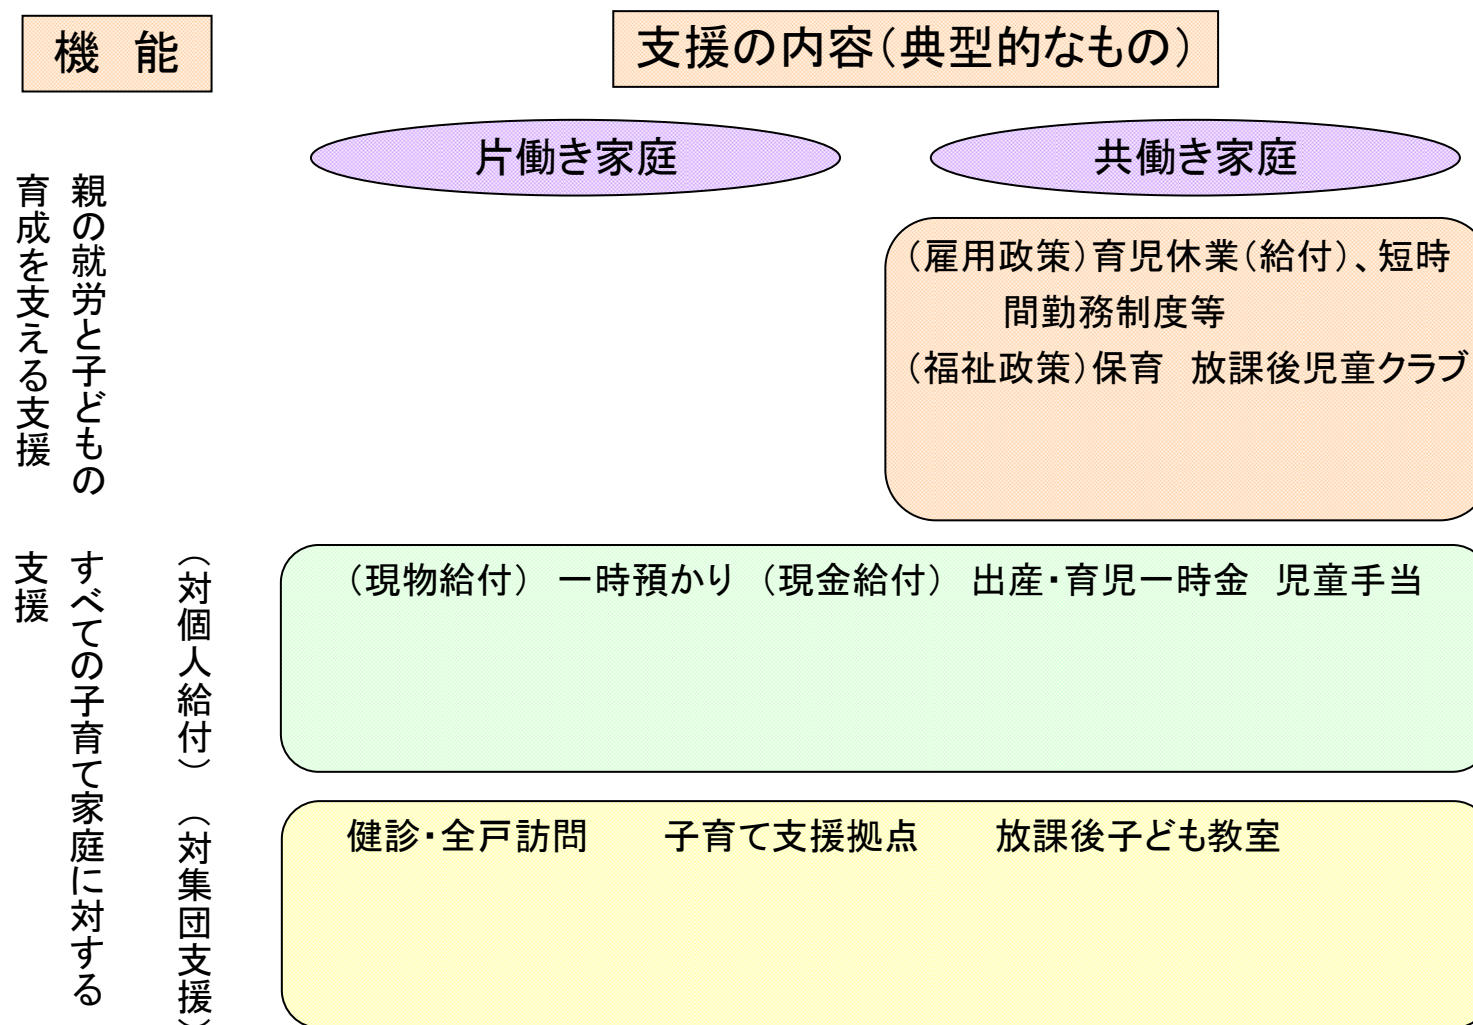 機　能
支援の内容（典型的なもの）
片働き家庭
共働き家庭
親の就労と子どもの
育成を支える支援
（雇用政策）育児休業（給付）、短時
間勤務制度等
（福祉政策）保育　放課後児童クラブ
すべての子育て家庭に対する
支援
（対個人給付）
（現物給付）　一時預かり　（現金給付）　出産・育児一時金　児童手当
（対集団支援）
健診・全戸訪問　　子育て支援拠点　　放課後子ども教室